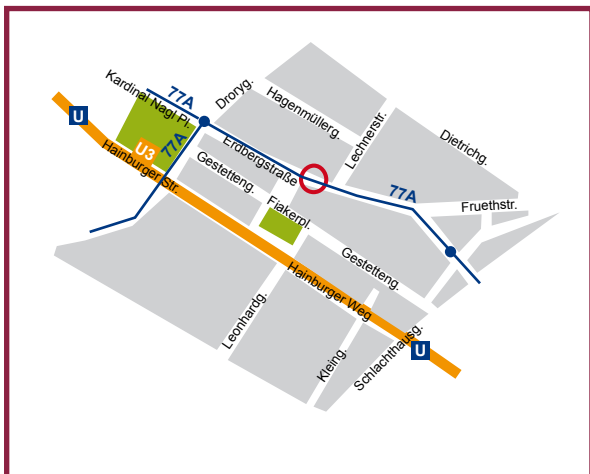 77A
Kardinal Nagl Pl.
Droryg.
U
Hagenmüllerg.
Lechnerstr.
77A
U3
Erdbergstraße
Dietrichg.
Hainburger Str.
Gestetteng.
77A
Fiakerpl.
Fruethstr.
Gestetteng.
Hainburger Weg
Leonhardg.
Kleing.
Schlachthausg.
U